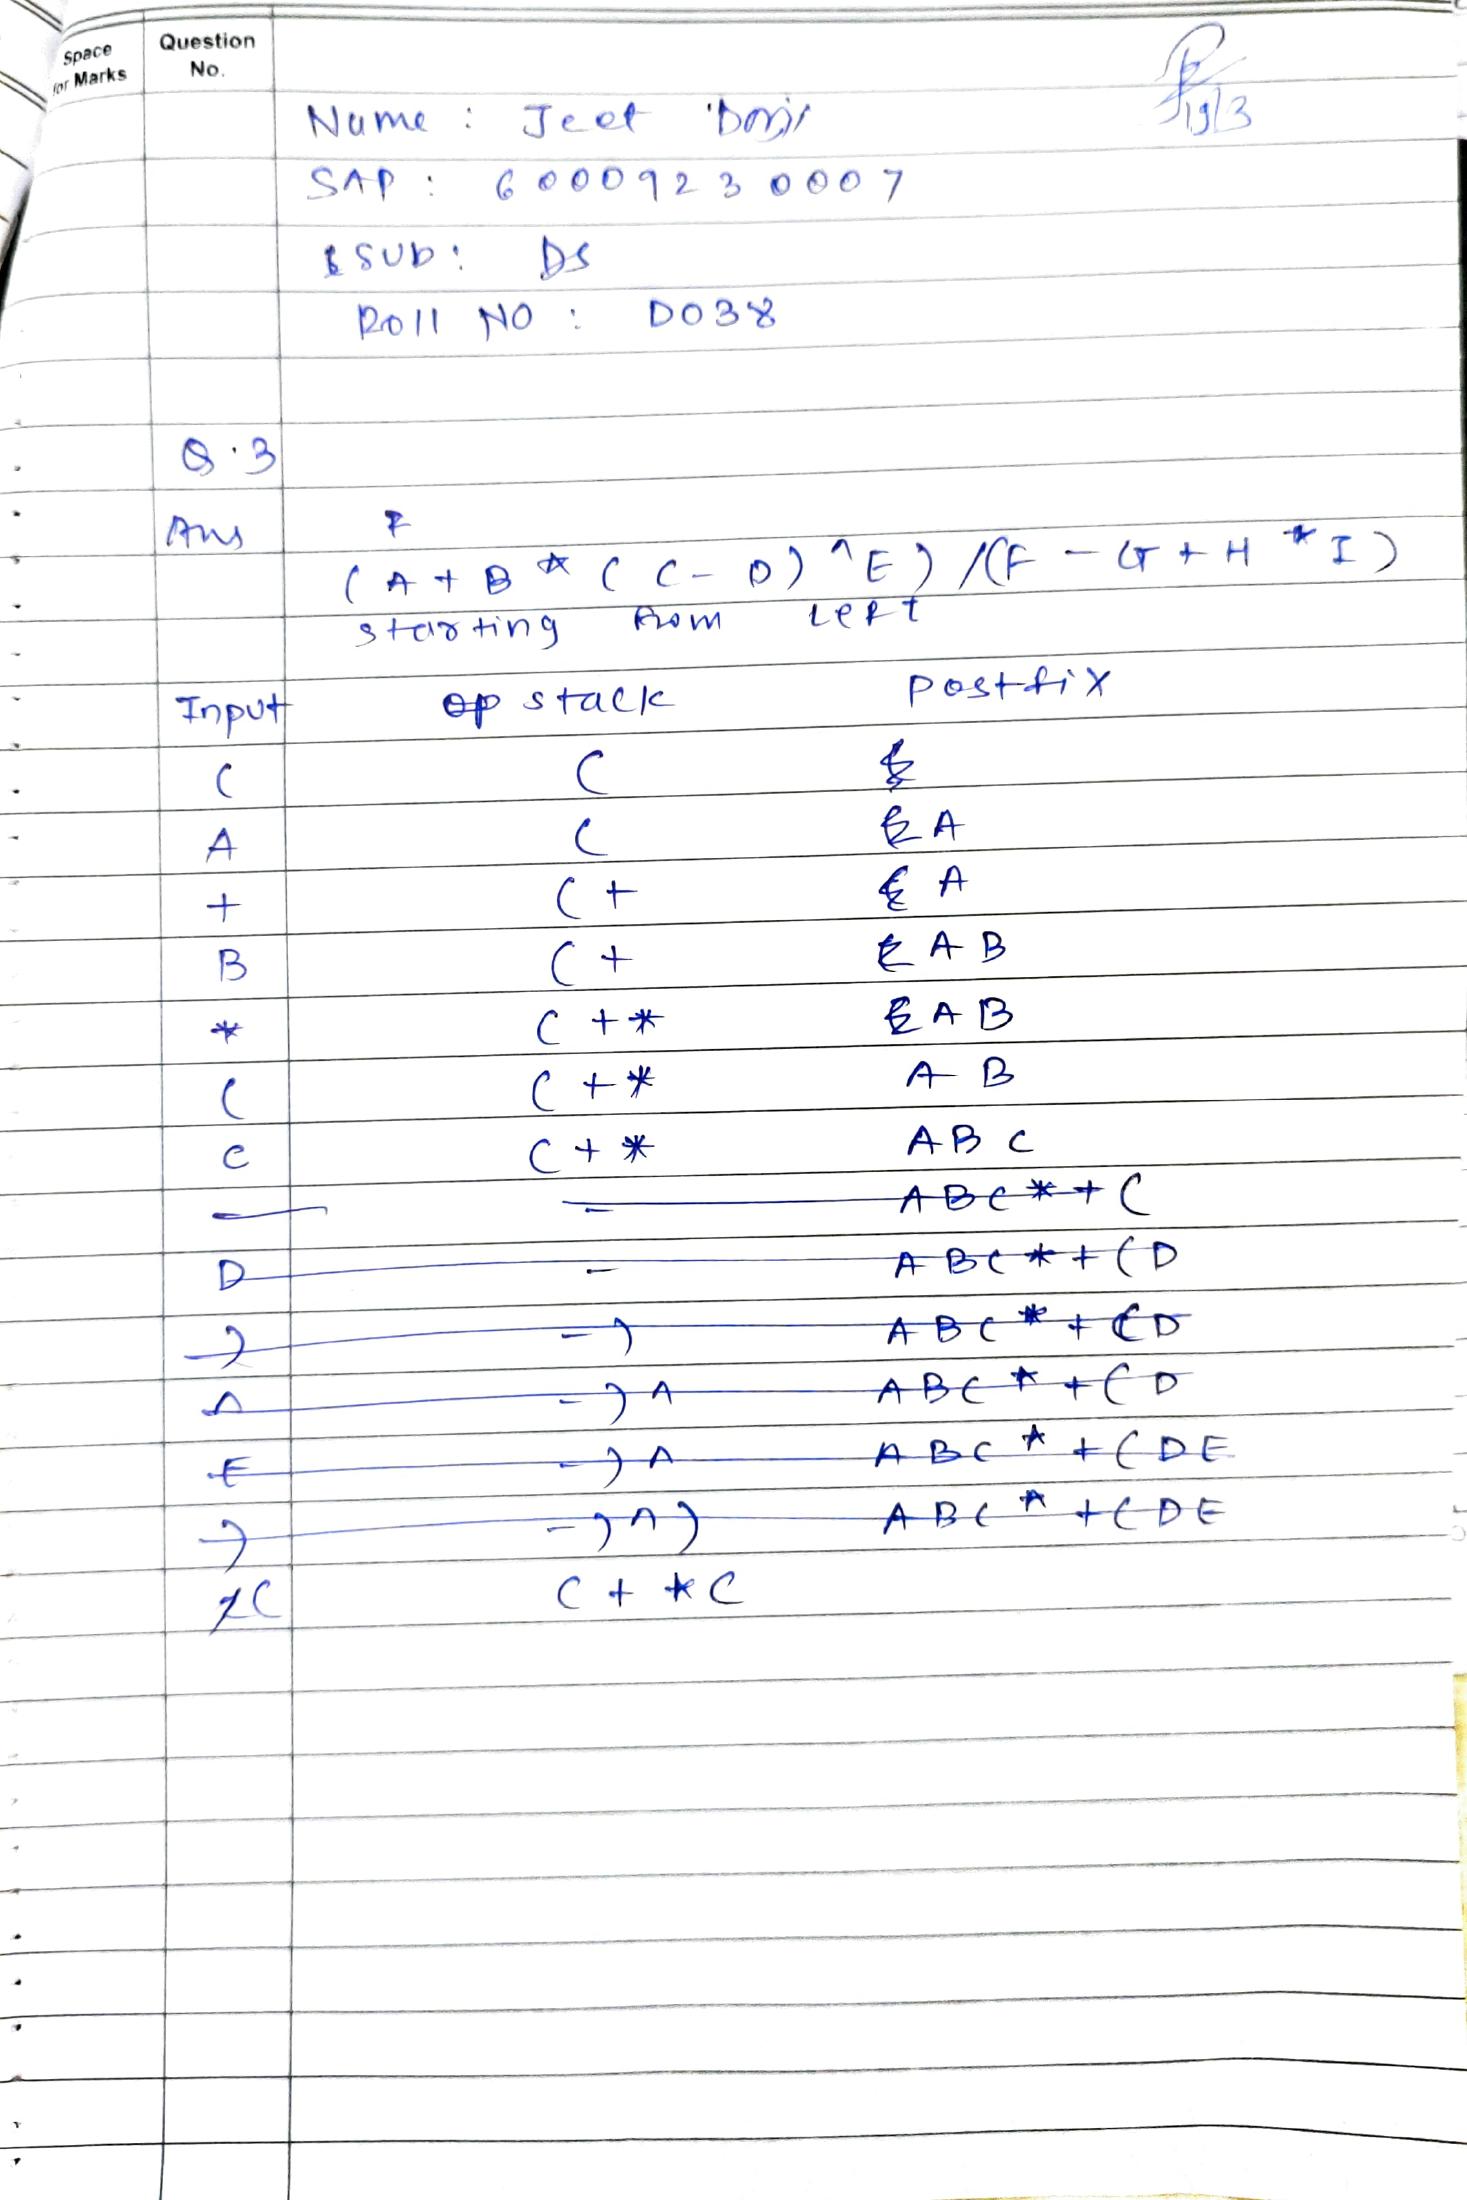 Space
for Marks
Question
No.
19/3
Name : Jeet Doshi
SAP : 60009230007
SUB : DS
Roll NO : D038
Q.3
Ans
( A + B * ( C - D ) ^ E ) / ( F - G + H * I )
starting from left
Input op stack postfix
( (
A ( A
+ ( + A
B ( + A B
* ( + * A B
( ( + * A B
C ( + * A B C
- - A B C * + (
D - A B C * + ( D
) - ) A B C * + ( D
^ - ) ^ A B C * + ( D
E - ) ^ A B C * + ( D E
) - ) ^ ) A B C * + ( D E
( ( + * (